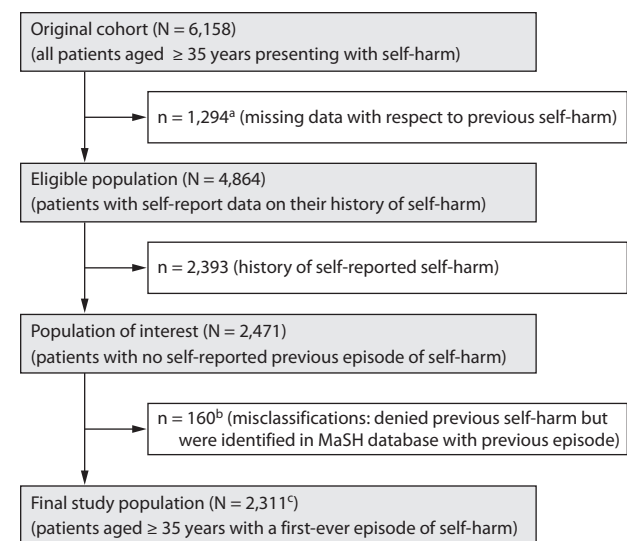 Original cohort (N = 6,158)
(all patients aged ≥ 35 years presenting with self-harm)
n = 1,294ᵃ (missing data with respect to previous self-harm)
Eligible population (N = 4,864)
(patients with self-report data on their history of self-harm)
n = 2,393 (history of self-reported self-harm)
Population of interest (N = 2,471)
(patients with no self-reported previous episode of self-harm)
n = 160ᵇ (misclassifications: denied previous self-harm but
were identified in MaSH database with previous episode)
Final study population (N = 2,311ᶜ)
(patients aged ≥ 35 years with a first-ever episode of self-harm)